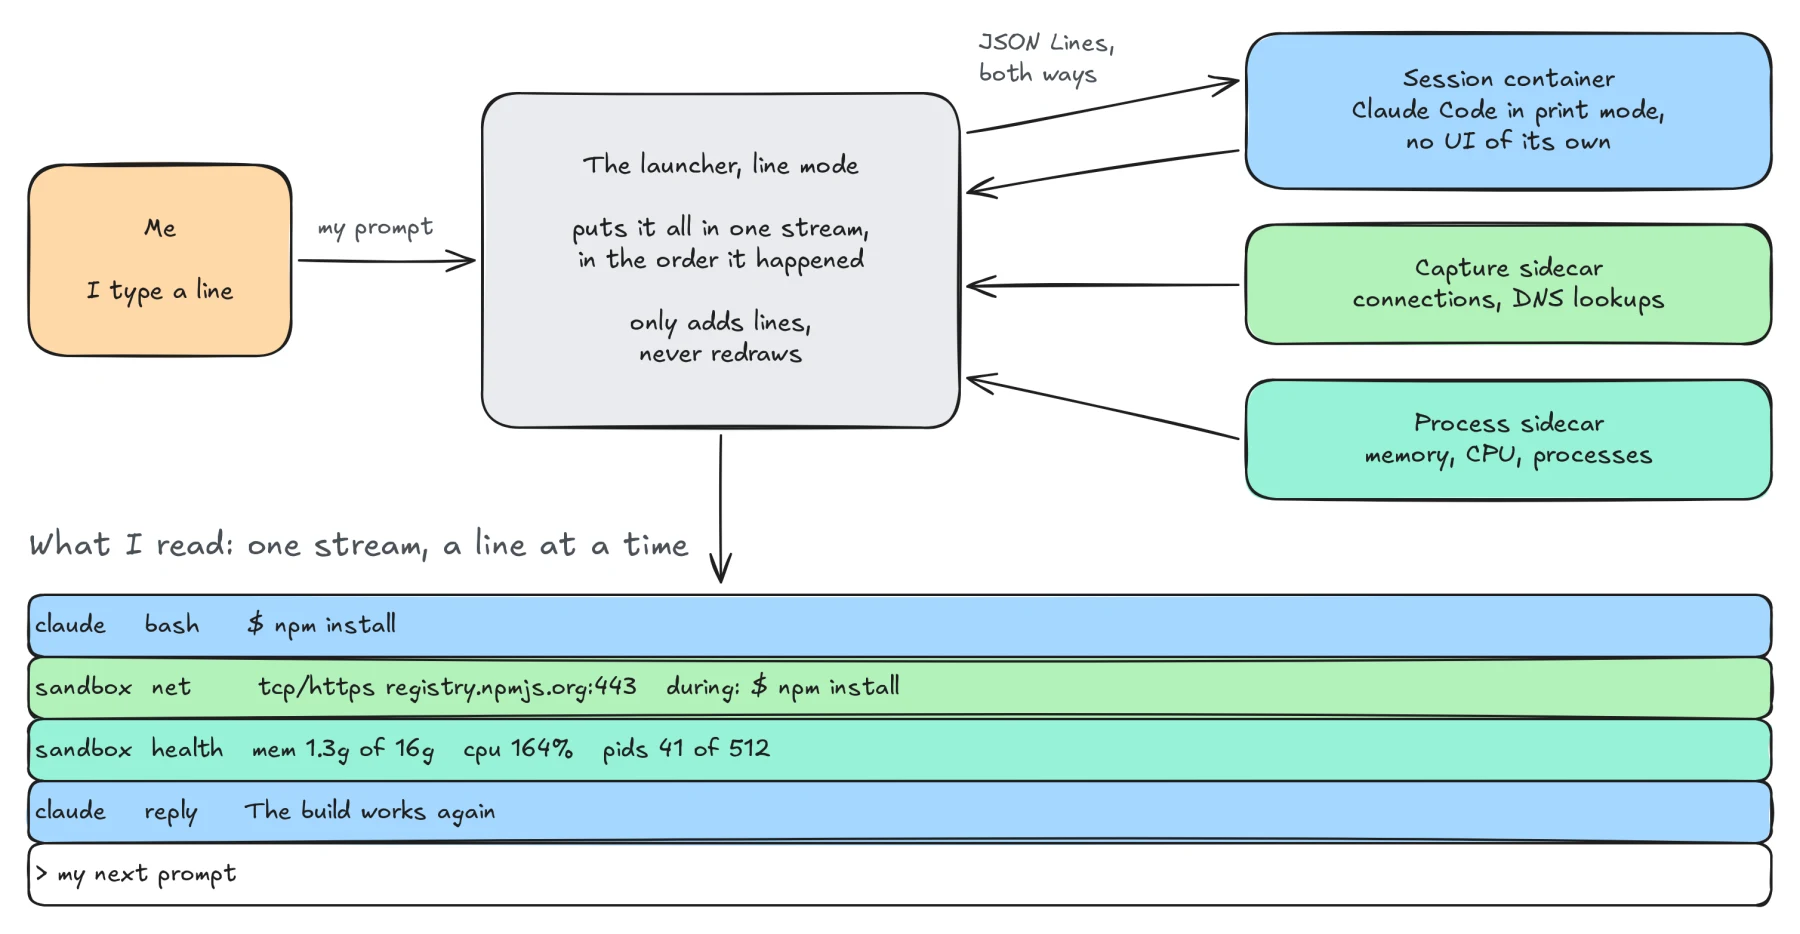 Me
I type a line
my prompt
The launcher, line mode
puts it all in one stream,
in the order it happened
only adds lines,
never redraws
JSON Lines,
both ways
Session container
Claude Code in print mode,
no UI of its own
Capture sidecar
connections, DNS lookups
Process sidecar
memory, CPU, processes
What I read: one stream, a line at a time
claude bash $ npm install
sandbox net tcp/https registry.npmjs.org:443 during: $ npm install
sandbox health mem 1.3g of 16g cpu 164% pids 41 of 512
claude reply The build works again
> my next prompt